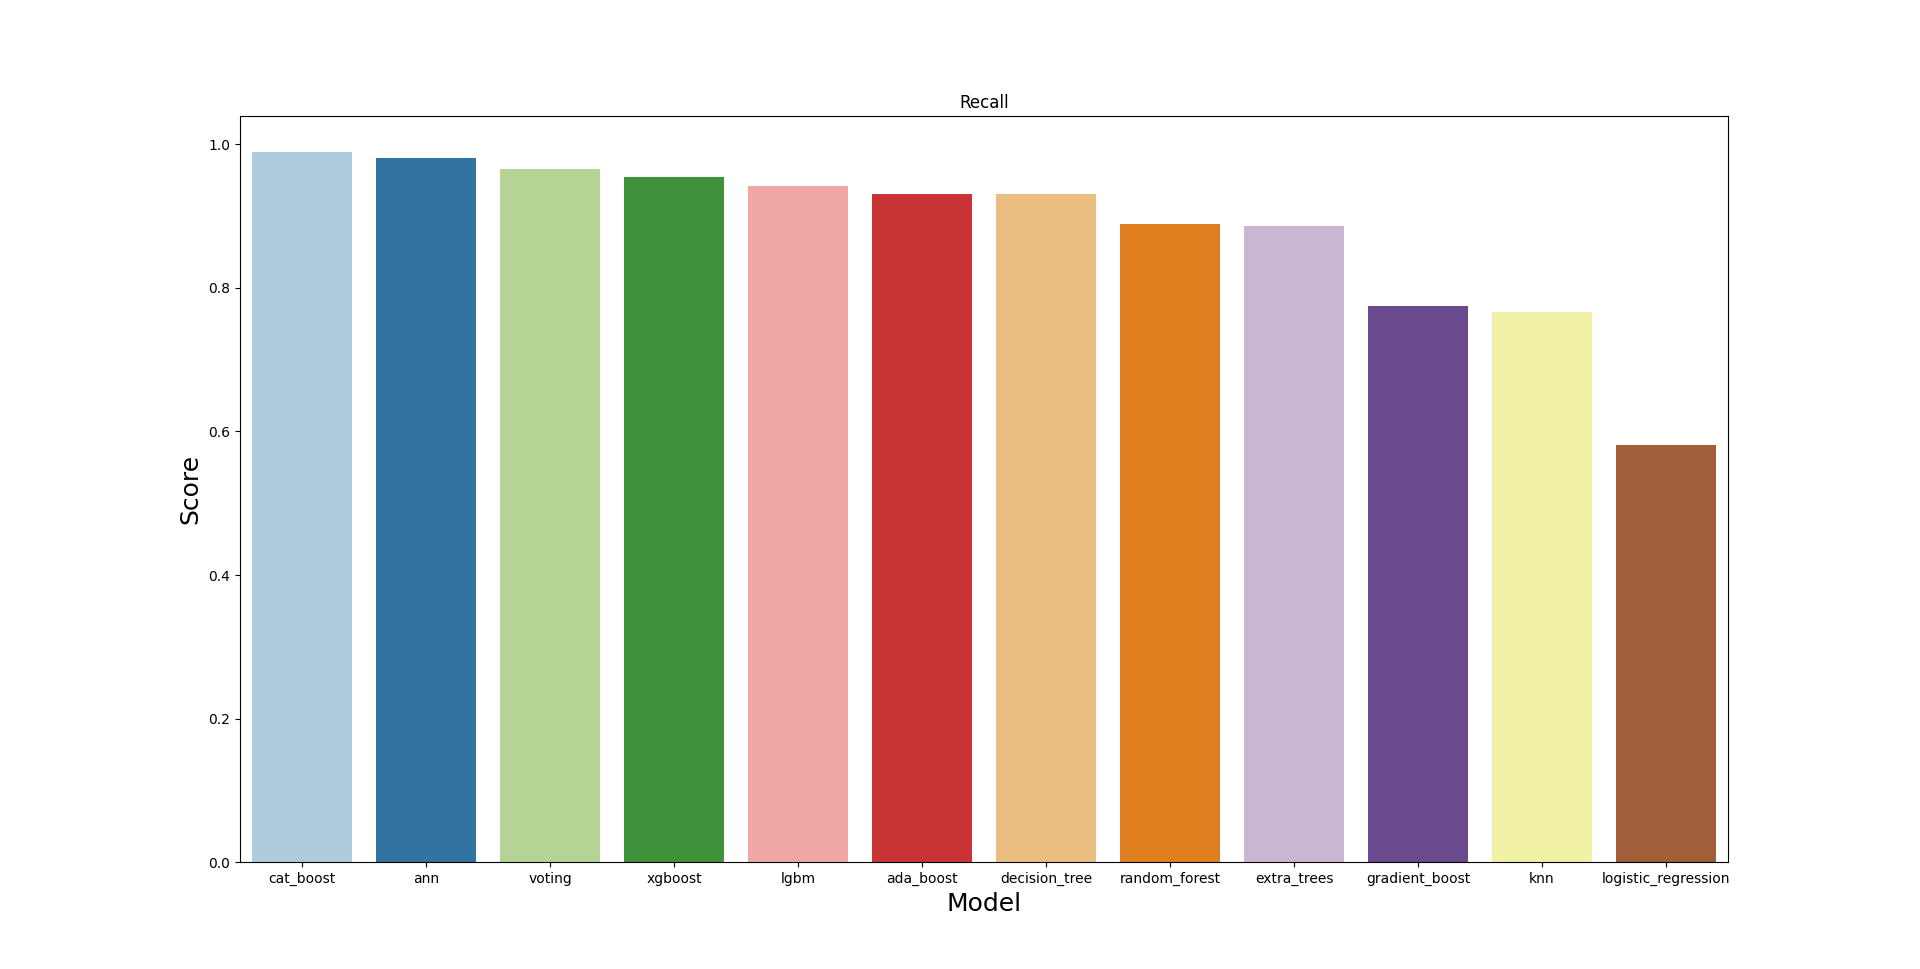 Recall
1.0
0.8
0.6
0.4
0.2
0.0
Score
cat_boost ann voting xgboost lgbm ada_boost decision_tree random_forest extra_trees gradient_boost knn logistic_regression
Model